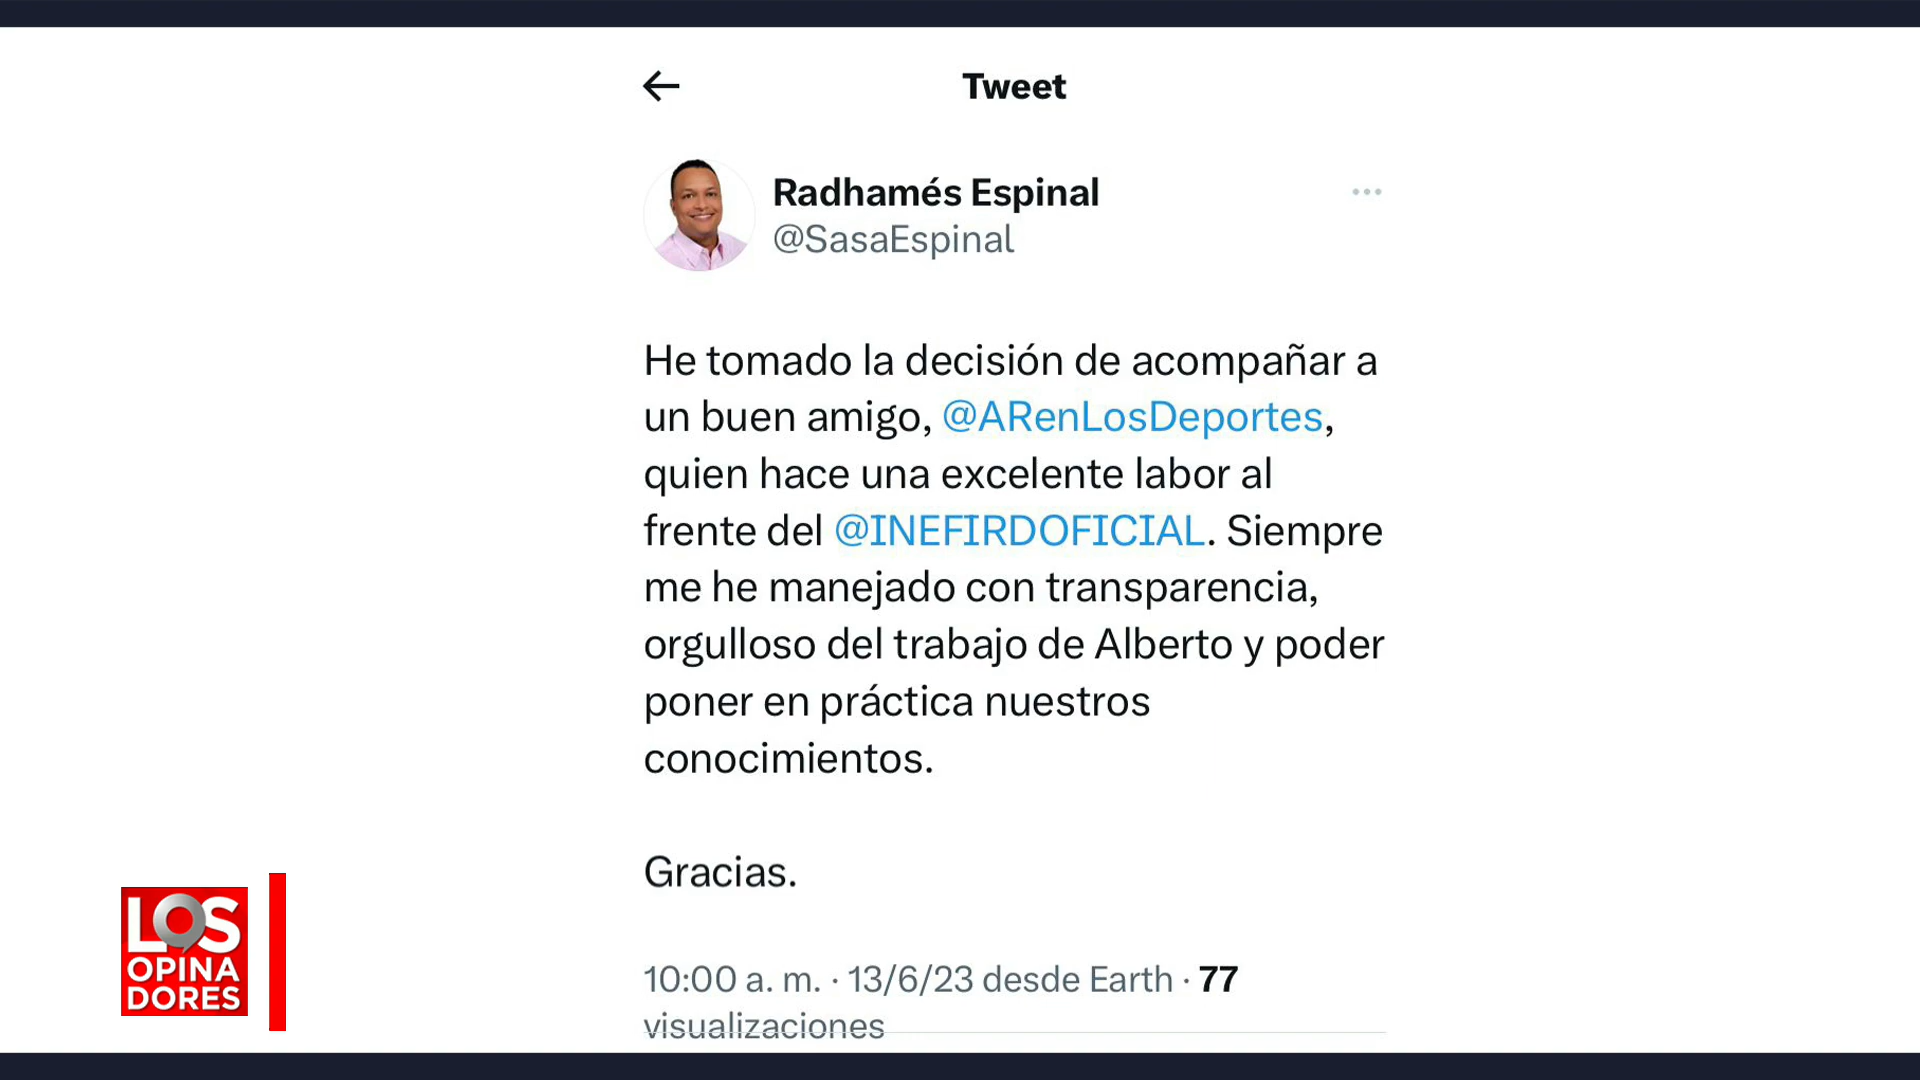 Tweet
Radhamés Espinal
@SasaEspinal
He tomado la decisión de acompañar a
un buen amigo, @ARenLosDeportes,
quien hace una excelente labor al
frente del @INEFIRDOFICIAL. Siempre
me he manejado con transparencia,
orgulloso del trabajo de Alberto y poder
poner en práctica nuestros
conocimientos.
Gracias.
10:00 a. m. · 13/6/23 desde Earth · 77
visualizaciones
LOS
OPINA
DORES